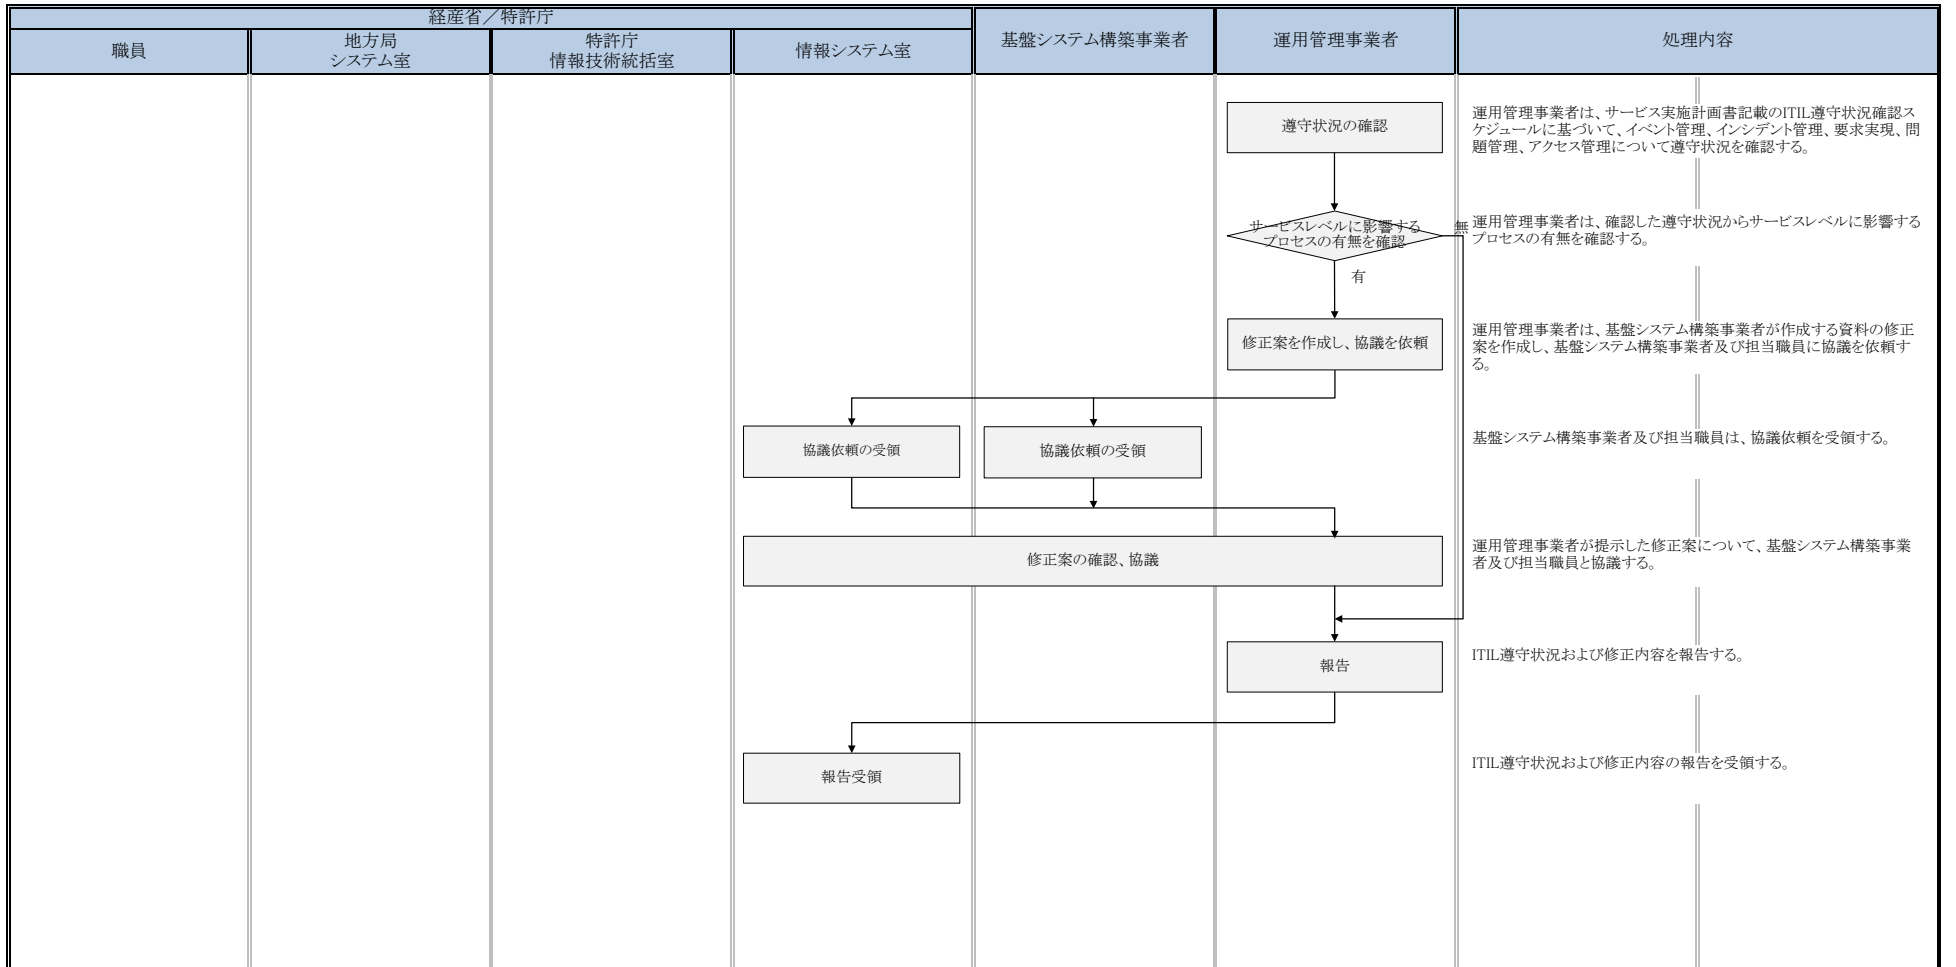 経産省／特許庁
職員
地方局
システム室
特許庁
情報技術統括室
情報システム室
基盤システム構築事業者
運用管理事業者
処理内容
遵守状況の確認
運用管理事業者は、サービス実施計画書記載のITIL遵守状況確認ス
ケジュールに基づいて、イベント管理、インシデント管理、要求実現、問
題管理、アクセス管理について遵守状況を確認する。
サービスレベルに影響する
プロセスの有無を確認
無
有
運用管理事業者は、確認した遵守状況からサービスレベルに影響する
プロセスの有無を確認する。
修正案を作成し、協議を依頼
運用管理事業者は、基盤システム構築事業者が作成する資料の修正
案を作成し、基盤システム構築事業者及び担当職員に協議を依頼す
る。
協議依頼の受領
協議依頼の受領
基盤システム構築事業者及び担当職員は、協議依頼を受領する。
修正案の確認、協議
運用管理事業者が提示した修正案について、基盤システム構築事業
者及び担当職員と協議する。
報告
ITIL遵守状況および修正内容を報告する。
報告受領
ITIL遵守状況および修正内容の報告を受領する。